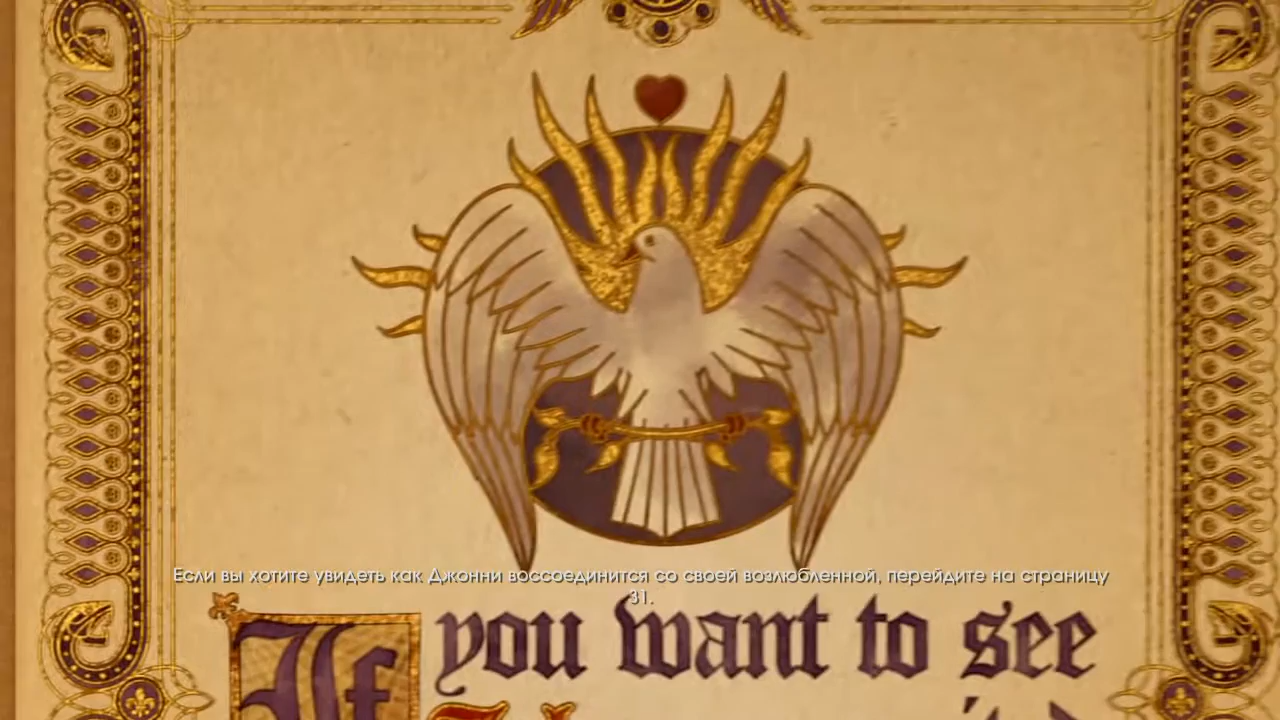 Если вы хотите увидеть как Джонни воссоединится со своей возлюбленной, перейдите на страницу
31.
If you want to see